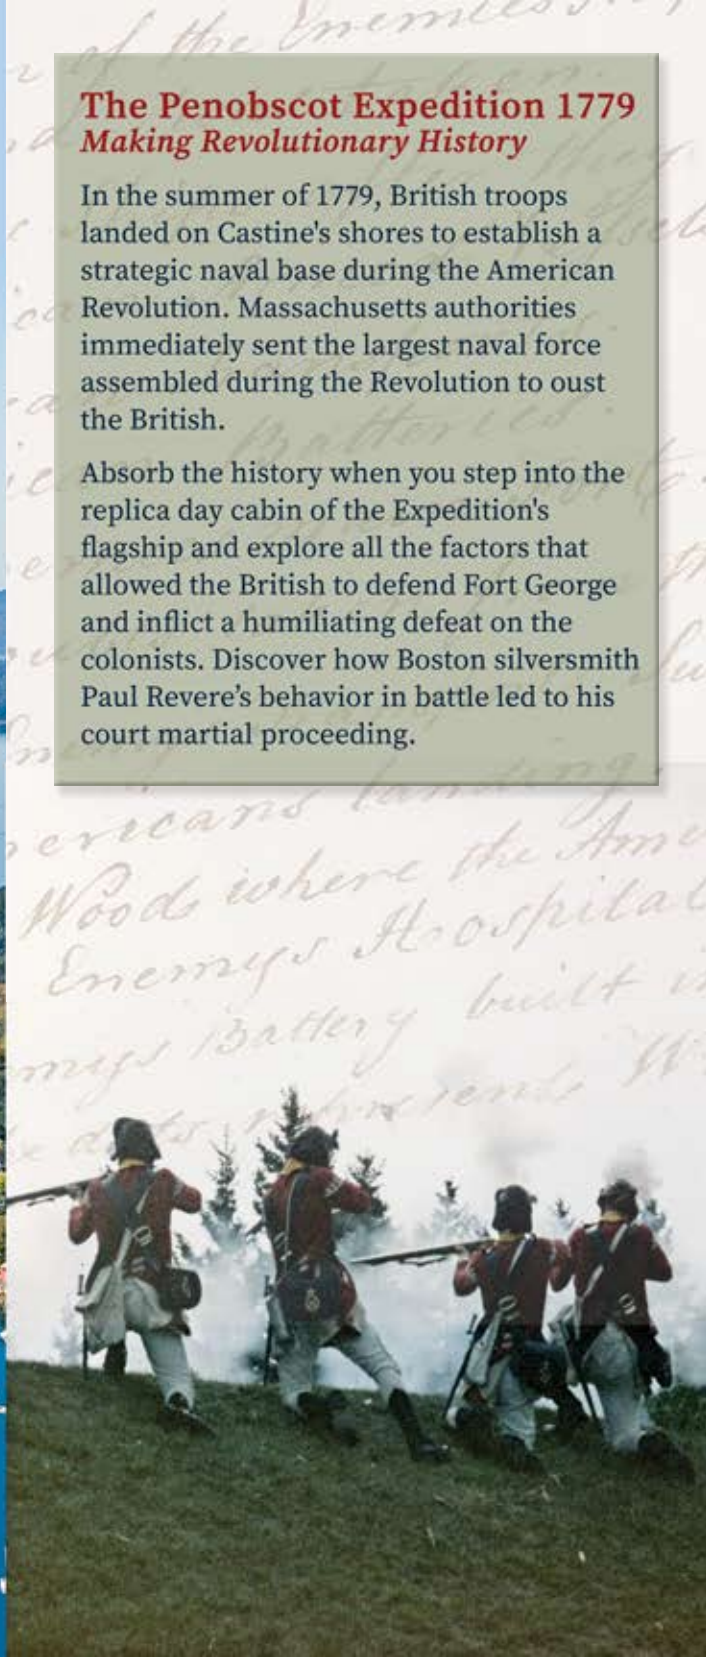 of the Enemies
The Penobscot Expedition 1779
Making Revolutionary History
In the summer of 1779, British troops
landed on Castine's shores to establish a
strategic naval base during the American
Revolution. Massachusetts authorities
immediately sent the largest naval force
assembled during the Revolution to oust
the British.
Absorb the history when you step into the
replica day cabin of the Expedition's
flagship and explore all the factors that
allowed the British to defend Fort George
and inflict a humiliating defeat on the
colonists. Discover how Boston silversmith
Paul Revere’s behavior in battle led to his
court martial proceeding.
landing.
Woods where the
Enemys Hospital
Battery built